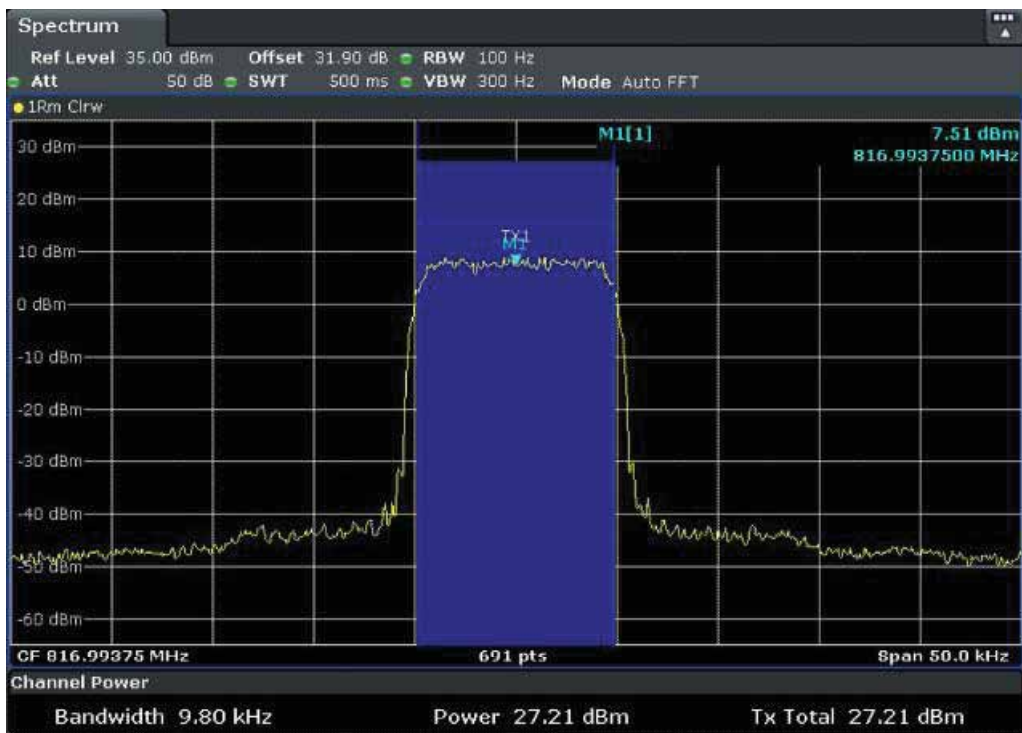 Spectrum
Ref Level 35.00 dBm Offset 31.90 dB RBW 100 Hz
Att 50 dB SWT 500 ms VBW 300 Hz Mode Auto FFT
1Rm Clrw
M1[1] 7.51 dBm
816.9937500 MHz
30 dBm
20 dBm
TX1
M1
10 dBm
0 dBm
-10 dBm
-20 dBm
-30 dBm
-40 dBm
-50 dBm
-60 dBm
CF 816.99375 MHz 691 pts Span 50.0 kHz
Channel Power
Bandwidth 9.80 kHz Power 27.21 dBm Tx Total 27.21 dBm